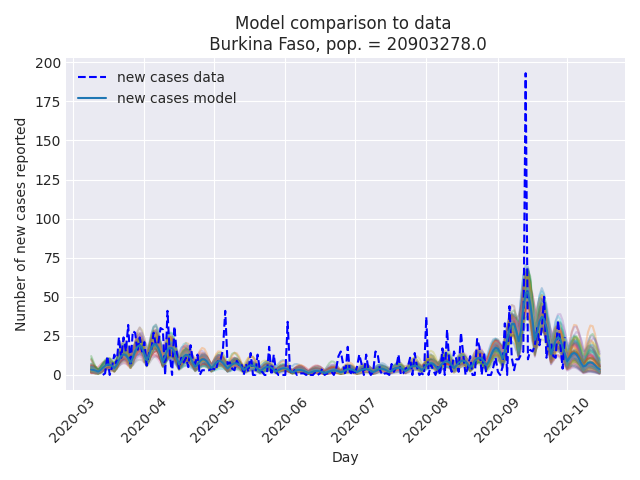 Model comparison to data
Burkina Faso, pop. = 20903278.0
new cases data
new cases model
Number of new cases reported
200
175
150
125
100
75
50
25
0
2020-03
2020-04
2020-05
2020-06
2020-07
2020-08
2020-09
2020-10
Day